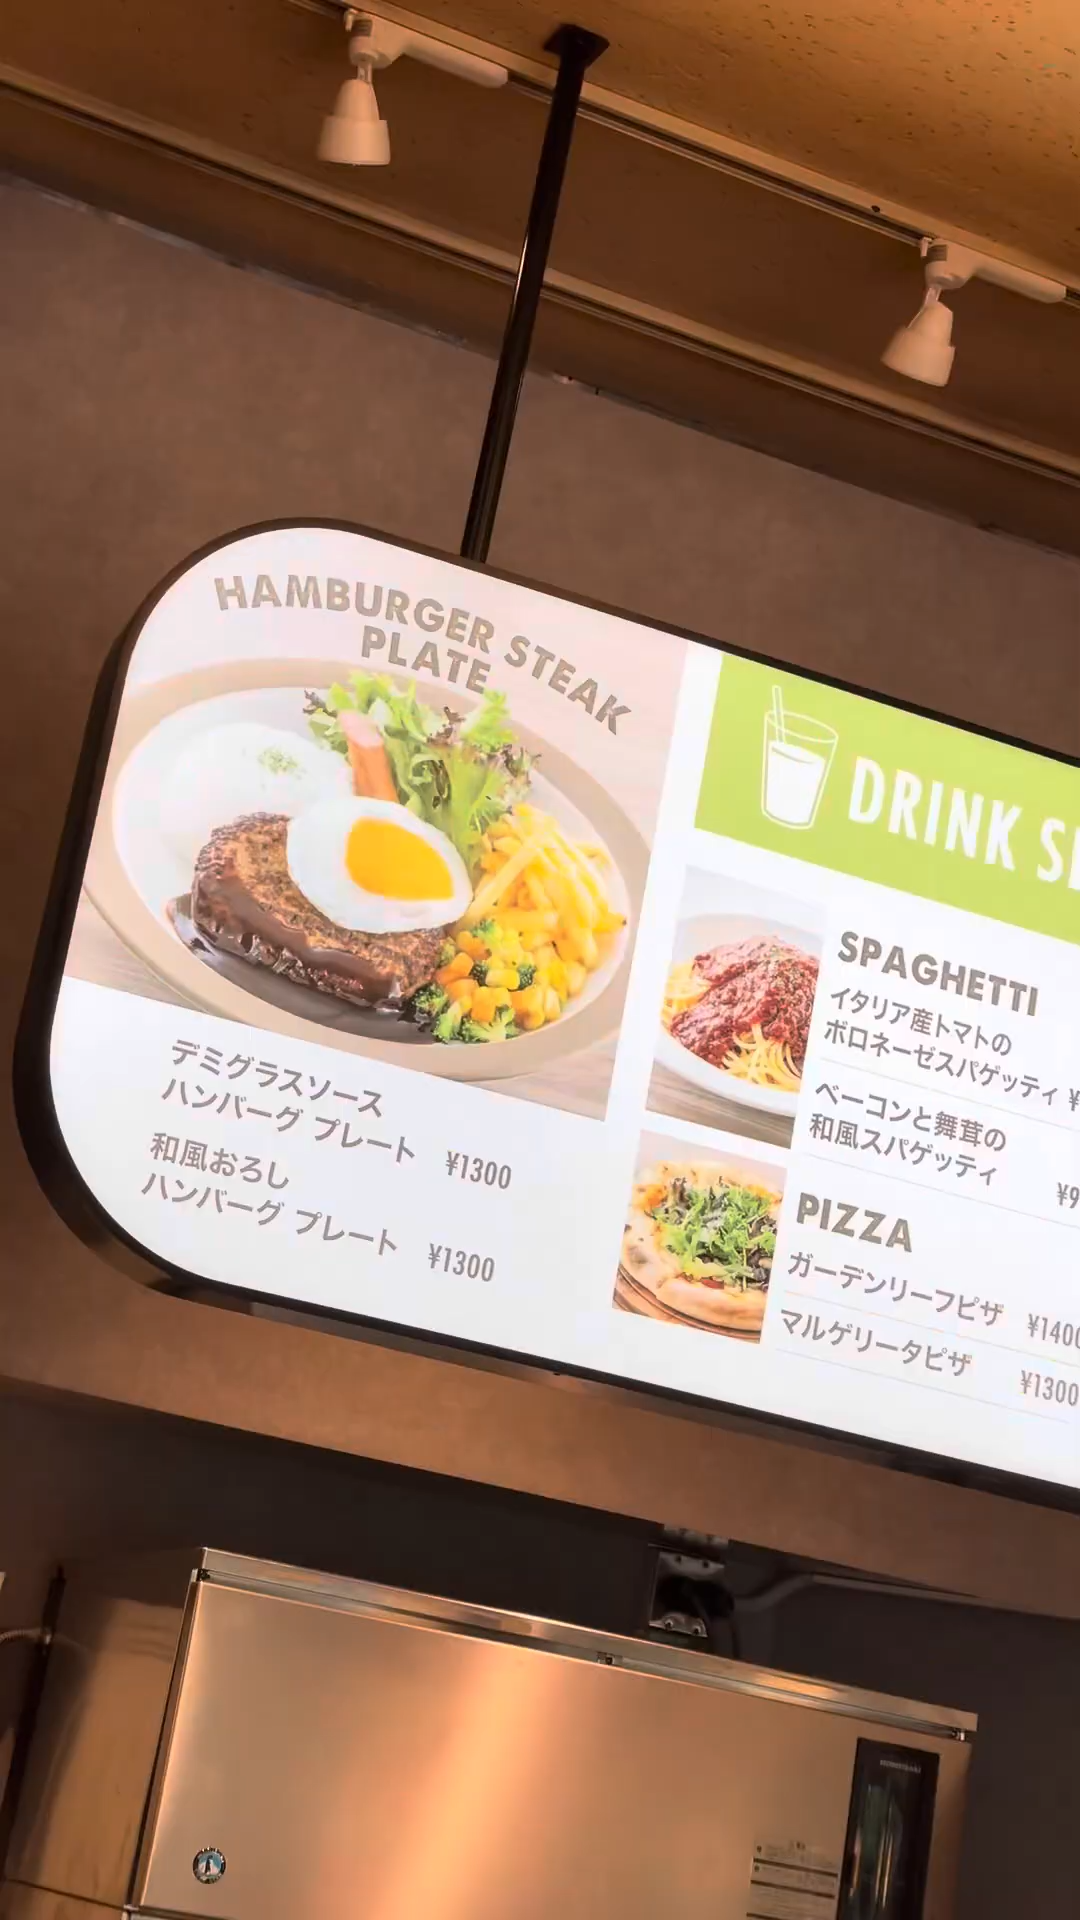 HAMBURGER STEAK
PLATE
デミグラスソース
ハンバーグ プレート ¥1300
和風おろし
ハンバーグ プレート ¥1300
DRINK
SPAGHETTI
イタリア産トマトの
ボロネーゼスパゲッティ ¥
ベーコンと舞茸の
和風スパゲッティ ¥9
PIZZA
ガーデンリーフピザ ¥1400
マルゲリータピザ ¥1300
HOSHIZAKI